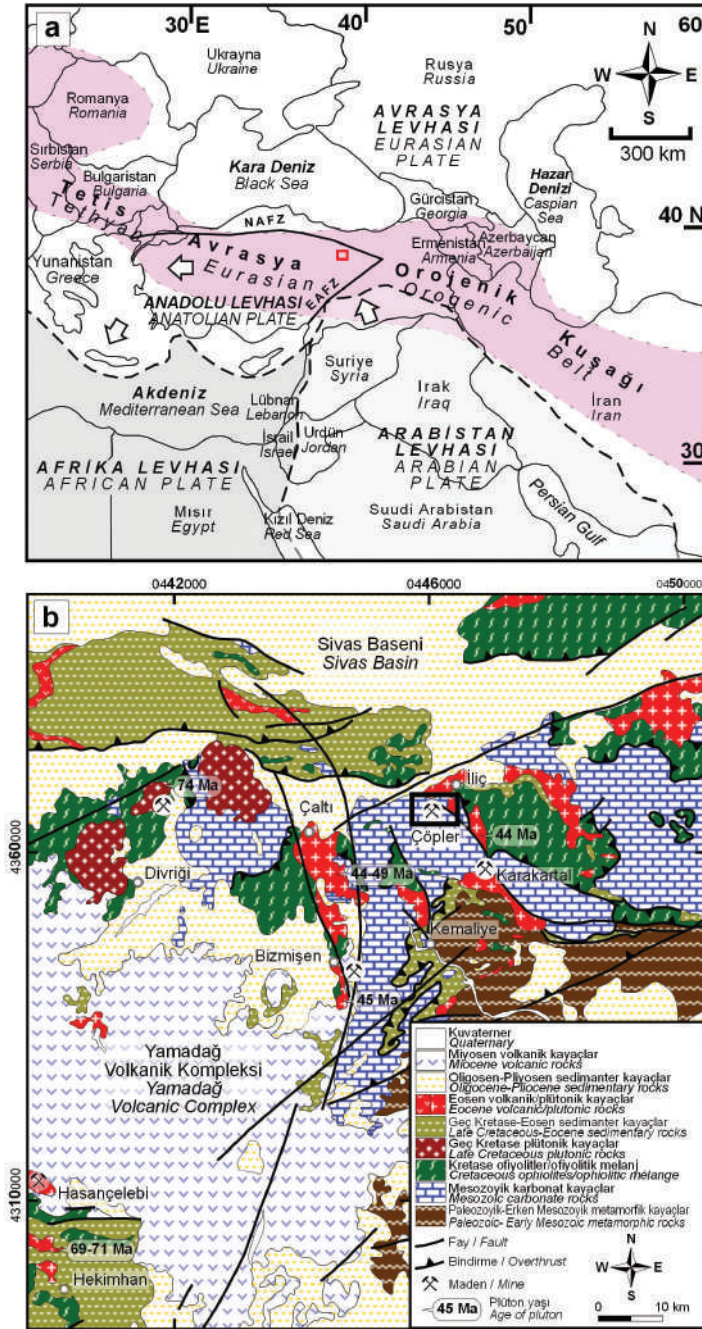 a
30E
40
50
60
Ukrayna
Ukraine
Rusya
Russia
N
W
E
S
300 km
Romanya
Romania
AVRASYA
LEVHASI
EURASIAN
PLATE
Sırbistan
Serbia
Bulgaristan
Bulgaria
Kara Deniz
Black Sea
Hazar
Denizi
Caspian
Sea
Gürcistan
Georgia
40 N
Tetis
Tethyan
NAFZ
Avrasya
Eurasian
Ermenistan
Armenia
Azerbaycan
Azerbaijan
Yunanistan
Greece
Orojenik
Orogenic
EAFZ
ANADOLU LEVHASI
ANATOLIAN PLATE
Kuşağı
Belt
Suriye
Syria
Akdeniz
Mediterranean Sea
Lübnan
Lebanon
Irak
Iraq
İran
Iran
İsrail
Israel
Urdün
Jordan
ARABİSTAN
LEVHASI
ARABIAN
PLATE
30
AFRIKA LEVHASI
AFRICAN PLATE
Mısır
Egypt
Kızıl Deniz
Red Sea
Suudi Arabistan
Saudi Arabia
Persian Gulf
0442000
0446000
0450000
b
Sivas Baseni
Sivas Basin
74 Ma
İliç
Çaltı
Çöpler
44 Ma
4360000
Divriği
44-49 Ma
Karakartal
Kemaliye
Bizmişen
45 Ma
Yamadağ
Volkanik Kompleksi
Yamadağ
Volcanic Complex
4310000
Hasançelebi
69-71 Ma
Hekimhan
Kuvaterner
Quaternary
Miyosen volkanik kayaçlar
Miocene volcanic rocks
Oligosen-Pliyosen sedimanter kayaçlar
Oligocene-Pliocene sedimentary rocks
Eosen volkanik/plütonik kayaçlar
Eocene volcanic/plutonic rocks
Geç Kretase-Eosen sedimanter kayaçlar
Late Cretaceous-Eocene sedimentary rocks
Geç Kretase plütonik kayaçlar
Late Cretaceous plutonic rocks
Kretase ofiyolitler/ofiyolitik melanj
Cretaceous ophiolites/ophiolitic mélange
Mesozoyik karbonat kayaçlar
Mesozoic carbonate rocks
Paleozoyik-Erken Mesozoyik metamorfik kayaçlar
Paleozoic- Early Mesozoic metamorphic rocks
Fay / Fault
Bindirme / Overthrust
Maden / Mine
45 Ma
Plüton yaşı
Age of pluton
N
W
E
S
0
10 km